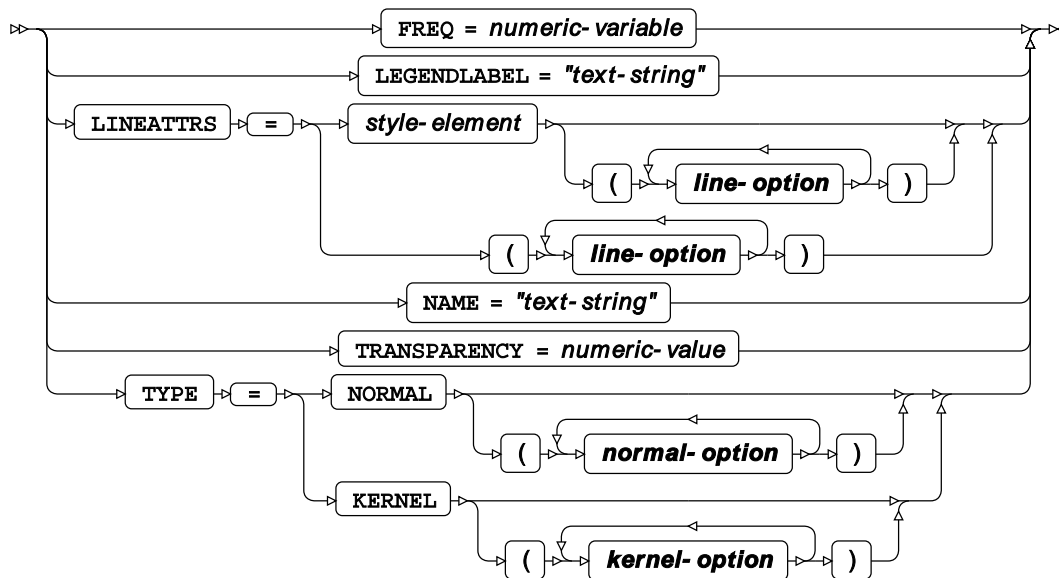 FREQ = numeric-variable
LEGENDLABEL = "text-string"
LINEATTRS = style-element
( line-option )
( line-option )
NAME = "text-string"
TRANSPARENCY = numeric-value
TYPE = NORMAL
( normal-option )
KERNEL
( kernel-option )